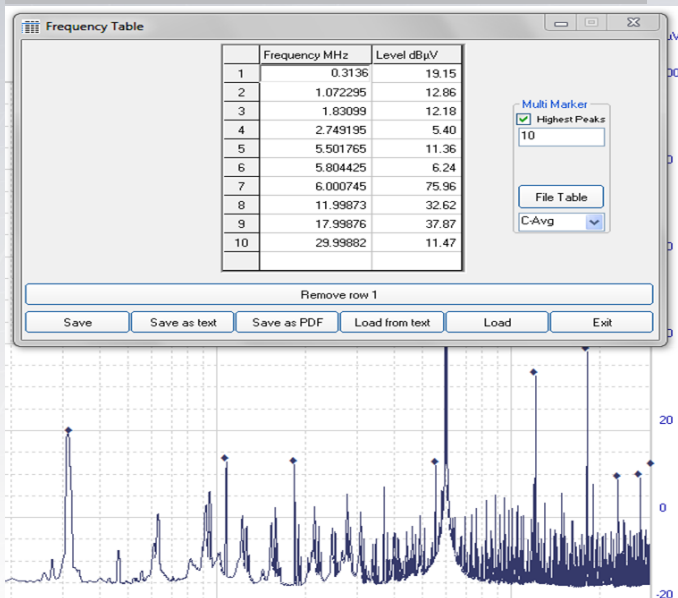 Frequency Table
Frequency MHz Level dBµV
1 0.3136 19.15
2 1.072295 12.86
3 1.83099 12.18
4 2.749195 5.40
5 5.501765 11.36
6 5.804425 6.24
7 6.000745 75.96
8 11.99873 32.62
9 17.99876 37.87
10 29.99882 11.47
Multi Marker
Highest Peaks
10
File Table
C-Avg
Remove row 1
Save Save as text Save as PDF Load from text Load Exit
20
0
-20